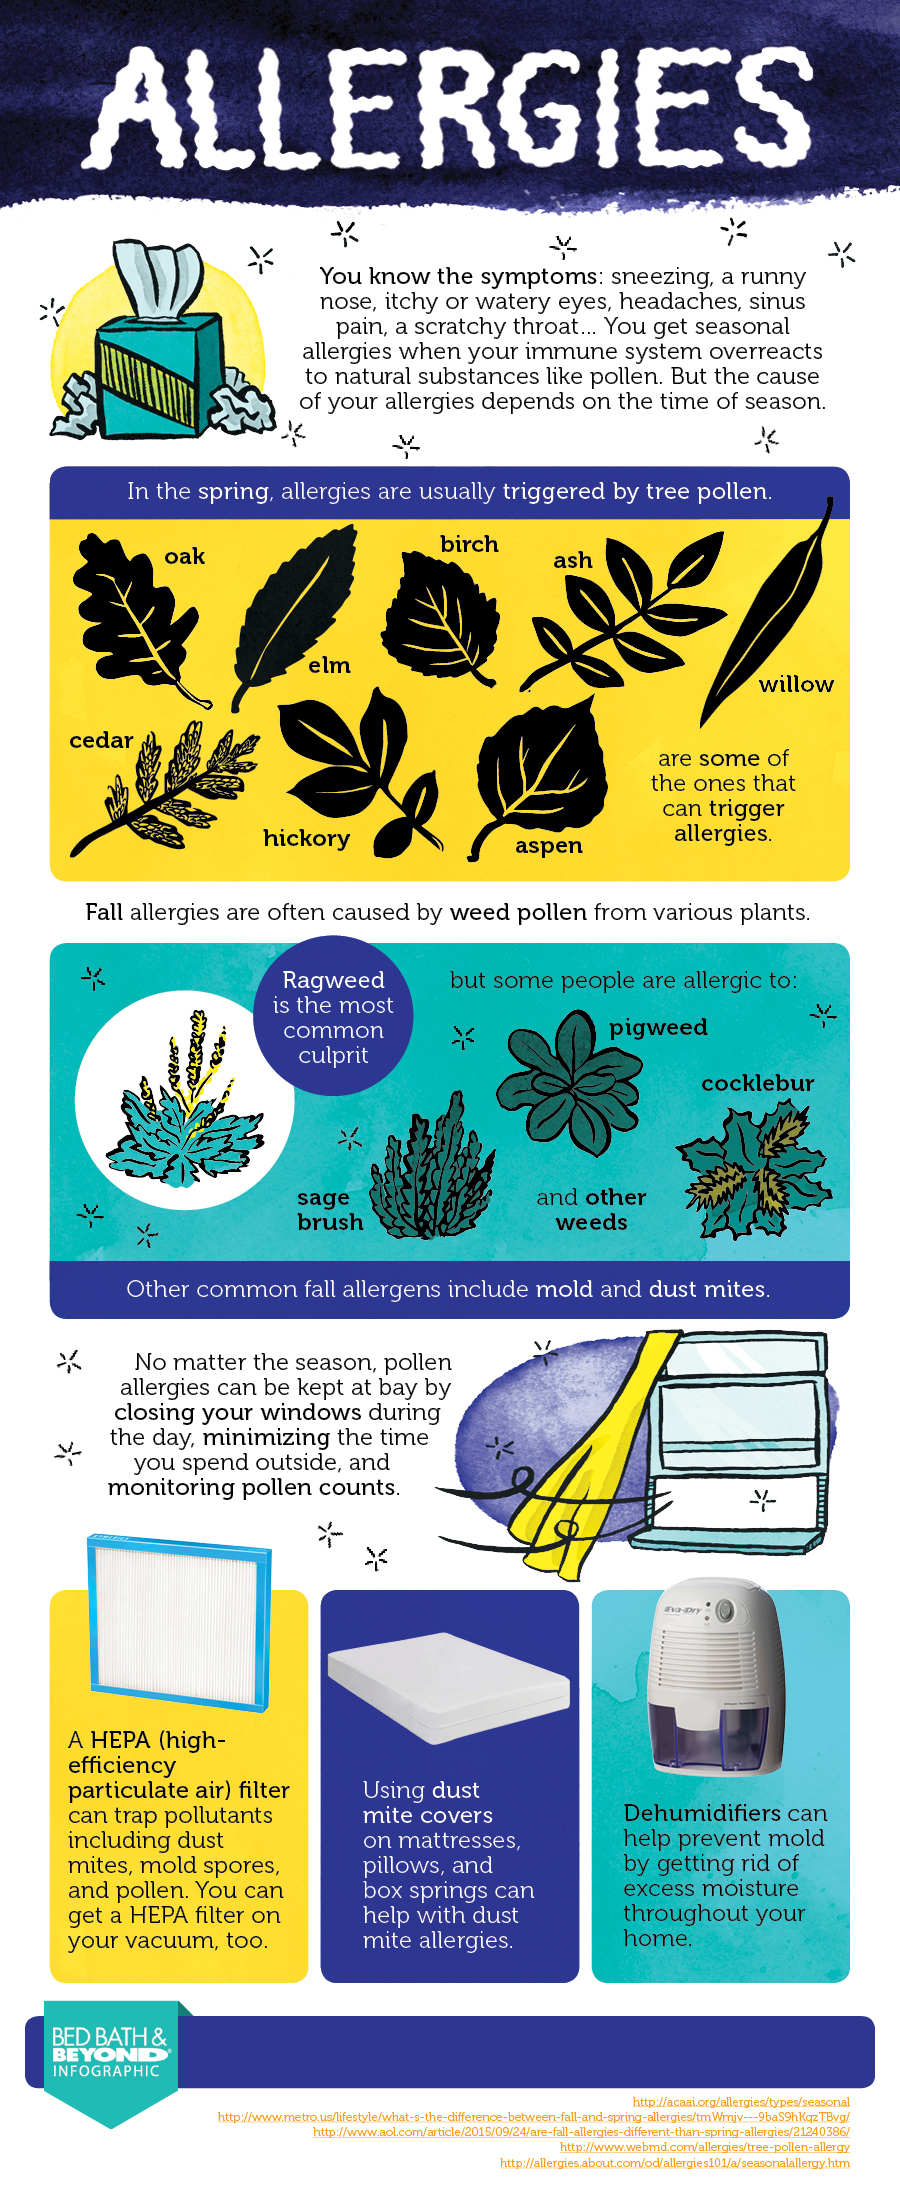 ALLERGIES
You know the symptoms: sneezing, a runny
nose, itchy or watery eyes, headaches, sinus
pain, a scratchy throat... You get seasonal
allergies when your immune system overreacts
to natural substances like pollen. But the cause
of your allergies depends on the time of season.
In the spring, allergies are usually triggered by tree pollen.
oak
elm
birch
ash
willow
cedar
hickory
aspen
are some of
the ones that
can trigger
allergies.
Fall allergies are often caused by weed pollen from various plants.
Ragweed
is the most
common
culprit
but some people are allergic to:
pigweed
cocklebur
sage
brush
and other
weeds
Other common fall allergens include mold and dust mites.
No matter the season, pollen
allergies can be kept at bay by
closing your windows during
the day, minimizing the time
you spend outside, and
monitoring pollen counts.
A HEPA (high-
efficiency
particulate air) filter
can trap pollutants
including dust
mites, mold spores,
and pollen. You can
get a HEPA filter on
your vacuum, too.
Using dust
mite covers
on mattresses,
pillows, and
box springs can
help with dust
mite allergies.
Eva-Dry
Dehumidifiers can
help prevent mold
by getting rid of
excess moisture
throughout your
home.
BED BATH &
BEYOND®
INFOGRAPHIC
http://acaai.org/allergies/types/seasonal
http://www.metro.us/lifestyle/what-s-the-difference-between-fall-and-spring-allergies/tmWmjv---9baS9hKqzTBvg/
http://www.aol.com/article/2015/09/24/are-fall-allergies-different-than-spring-allergies/21240386/
http://www.webmd.com/allergies/tree-pollen-allergy
http://allergies.about.com/od/allergies101/a/seasonalallergy.htm